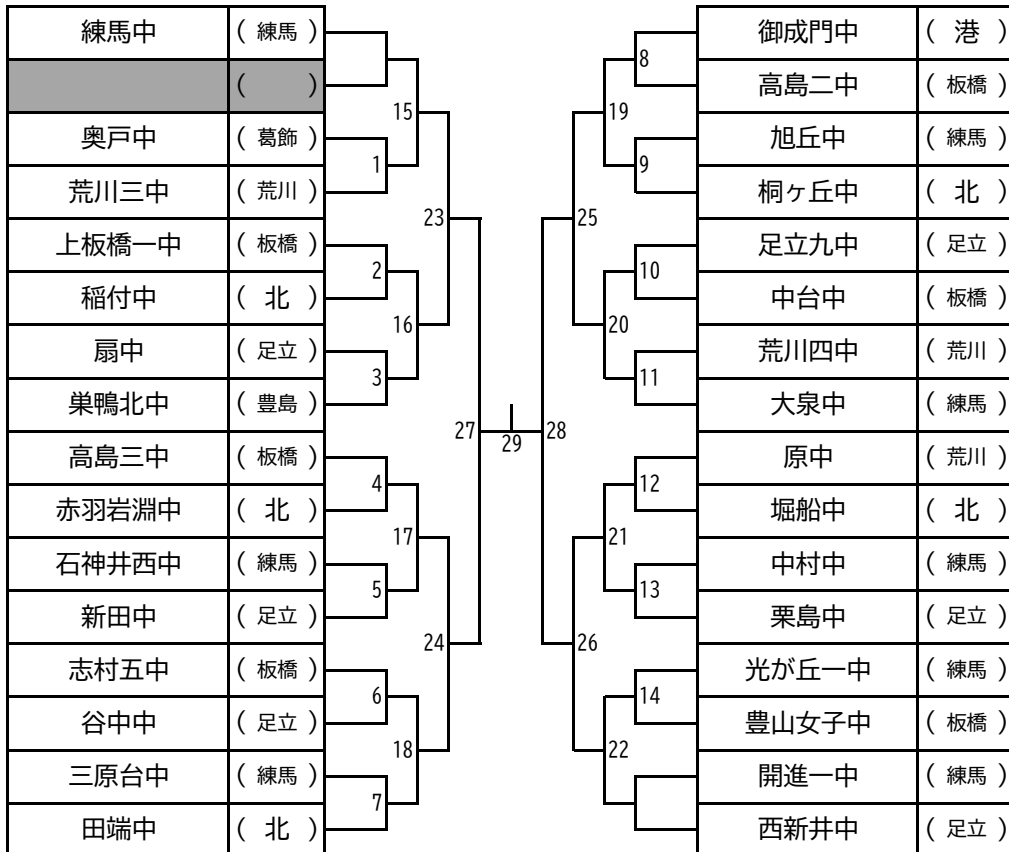 練馬中 ( 練馬 )
( )
奥戸中 ( 葛飾 )
荒川三中 ( 荒川 )
上板橋一中 ( 板橋 )
稲付中 ( 北 )
扇中 ( 足立 )
巣鴨北中 ( 豊島 )
高島三中 ( 板橋 )
赤羽岩淵中 ( 北 )
石神井西中 ( 練馬 )
新田中 ( 足立 )
志村五中 ( 板橋 )
谷中中 ( 足立 )
三原台中 ( 練馬 )
田端中 ( 北 )
1
2
3
4
5
6
7
15
16
17
18
23
24
27
29
28
25
26
19
20
21
22
8
9
10
11
12
13
14
御成門中 ( 港 )
高島二中 ( 板橋 )
旭丘中 ( 練馬 )
桐ヶ丘中 ( 北 )
足立九中 ( 足立 )
中台中 ( 板橋 )
荒川四中 ( 荒川 )
大泉中 ( 練馬 )
原中 ( 荒川 )
堀船中 ( 北 )
中村中 ( 練馬 )
栗島中 ( 足立 )
光が丘一中 ( 練馬 )
豊山女子中 ( 板橋 )
開進一中 ( 練馬 )
西新井中 ( 足立 )